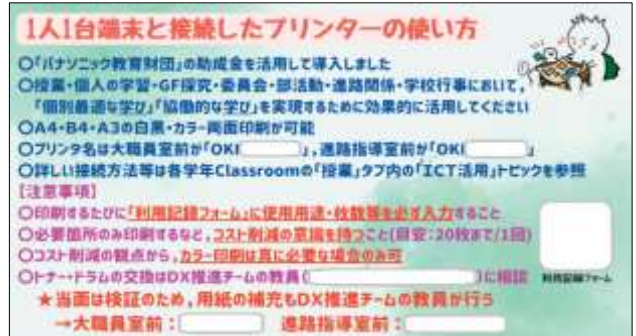 1人1台端末と接続したプリンターの使い方
○「パナソニック教育財団」の助成金を活用して導入しました
○授業・個人の学習・GF探究・委員会・部活動・進路関係・学校行事において，
「個別最適な学び」「協働的な学び」を実現するために効果的に活用してください
○A4・B4・A3の白黒・カラー両面印刷が可能
○プリンタ名は大職員室前が「OKI 」，進路指導室前が「OKI 」
○詳しい接続方法等は各学年Classroomの「授業」タブ内の「ICT活用」トピックを参照
【注意事項】
○印刷するたびに「利用記録フォーム」に使用用途・枚数等を必ず入力すること
○必要箇所のみ印刷するなど，コスト削減の意識を持つこと(目安：20枚まで/1回)
○コスト削減の観点から，カラー印刷は真に必要な場合のみ可
○トナー・ドラムの交換はDX推進チームの教員( )に相談
利用記録フォーム
★当面は検証のため，用紙の補充もDX推進チームの教員が行う
→大職員室前： 進路指導室前：